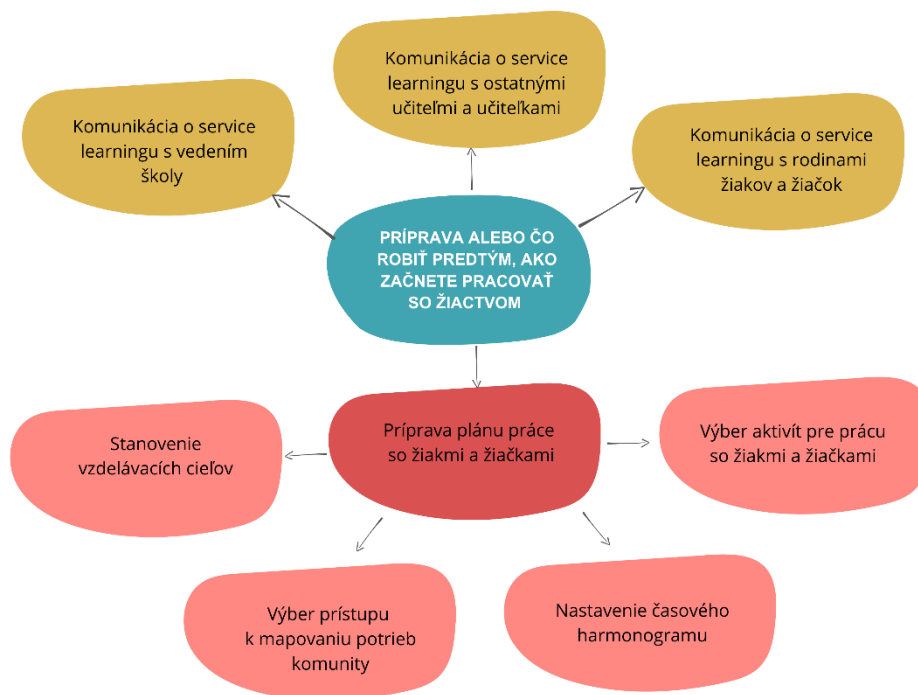 Komunikácia o service
learningu s ostatnými
učiteľmi a učiteľkami
Komunikácia o service
learningu s vedením
školy
Komunikácia o service
learningu s rodinami
žiakov a žiačok
PRÍPRAVA ALEBO ČO
ROBIŤ PREDTÝM, AKO
ZAČNETE PRACOVAŤ
SO ŽIACTVOM
Príprava plánu práce
so žiakmi a žiačkami
Stanovenie
vzdelávacích cieľov
Výber aktivít pre prácu
so žiakmi a žiačkami
Výber prístupu
k mapovaniu potrieb
komunity
Nastavenie časového
harmonogramu